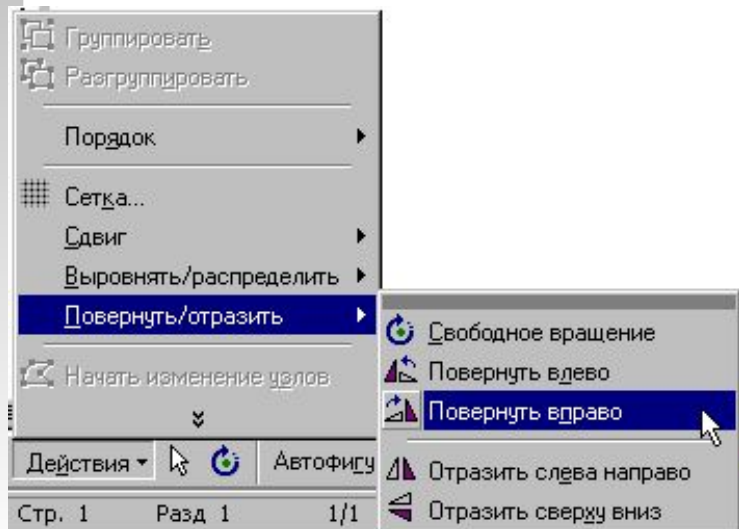 Группировать
Разгруппировать
Порядок
Сетка...
Сдвиг
Выровнять/распределить
Повернуть/отразить
Начать изменение узлов
Свободное вращение
Повернуть влево
Повернуть вправо
Отразить слева направо
Отразить сверху вниз
Действия
Автофигу
Стр. 1 Разд 1 1/1